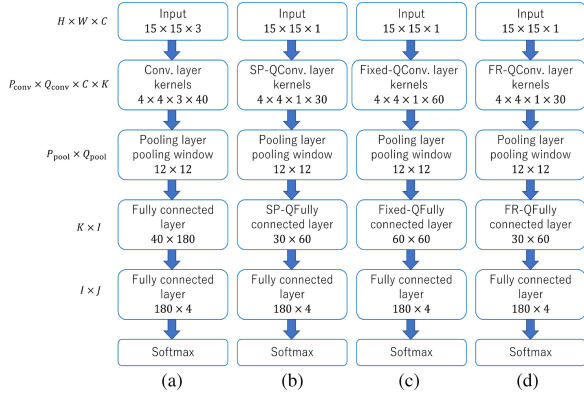 H × W × C
Input
15 × 15 × 3
Input
15 × 15 × 1
Input
15 × 15 × 1
Input
15 × 15 × 1
P_conv × Q_conv × C × K
Conv. layer
kernels
4 × 4 × 3 × 40
SP-QConv. layer
kernels
4 × 4 × 1 × 30
Fixed-QConv. layer
kernels
4 × 4 × 1 × 60
FR-QConv. layer
kernels
4 × 4 × 1 × 30
P_pool × Q_pool
Pooling layer
pooling window
12 × 12
Pooling layer
pooling window
12 × 12
Pooling layer
pooling window
12 × 12
Pooling layer
pooling window
12 × 12
K × I
Fully connected
layer
40 × 180
SP-QFully
connected layer
30 × 60
Fixed-QFully
connected layer
60 × 60
FR-QFully
connected layer
30 × 60
I × J
Fully connected
layer
180 × 4
Fully connected
layer
180 × 4
Fully connected
layer
180 × 4
Fully connected
layer
180 × 4
Softmax
Softmax
Softmax
Softmax
(a)
(b)
(c)
(d)